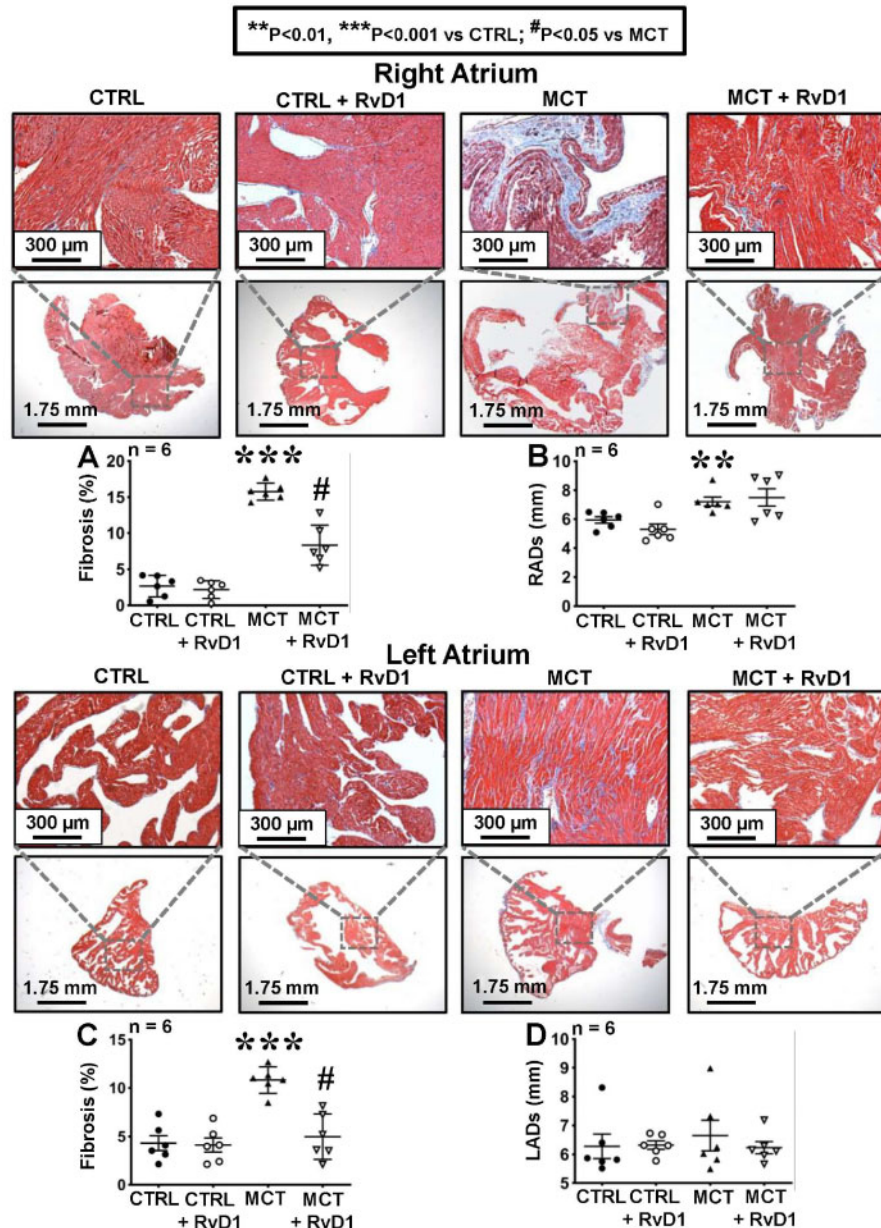 **P<0.01, ***P<0.001 vs CTRL; #P<0.05 vs MCT
Right Atrium
CTRL CTRL + RvD1 MCT MCT + RvD1
300 µm 300 µm 300 µm 300 µm
1.75 mm 1.75 mm 1.75 mm 1.75 mm
A n = 6 *** #
Fibrosis (%)
20
15
10
5
0
CTRL CTRL + RvD1 MCT MCT + RvD1
B n = 6 **
RADs (mm)
10
8
6
4
2
0
CTRL CTRL + RvD1 MCT MCT + RvD1
Left Atrium
CTRL CTRL + RvD1 MCT MCT + RvD1
300 µm 300 µm 300 µm 300 µm
1.75 mm 1.75 mm 1.75 mm 1.75 mm
C n = 6 *** #
Fibrosis (%)
15
10
5
0
CTRL CTRL + RvD1 MCT MCT + RvD1
D n = 6
LADs (mm)
10
9
8
7
6
5
CTRL CTRL + RvD1 MCT MCT + RvD1